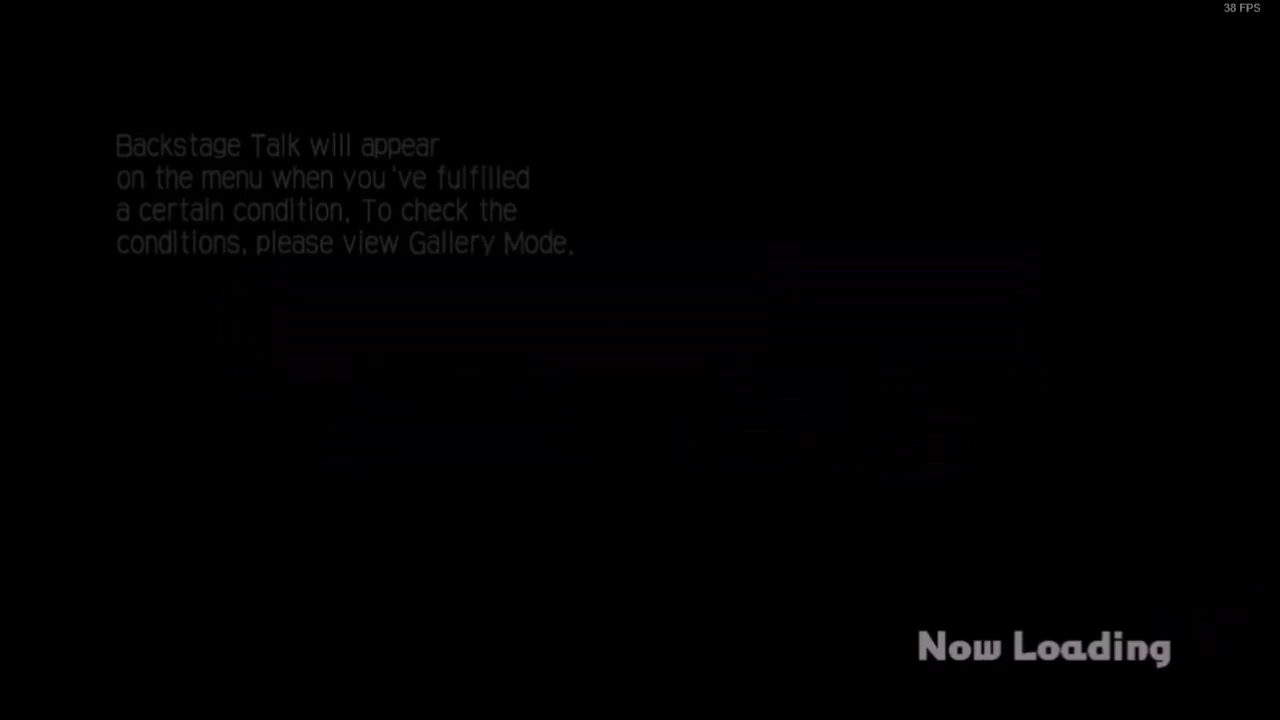 38 FPS
Backstage Talk will appear
on the menu when you've fulfilled
a certain condition. To check the
conditions, please view Gallery Mode.
Now Loading